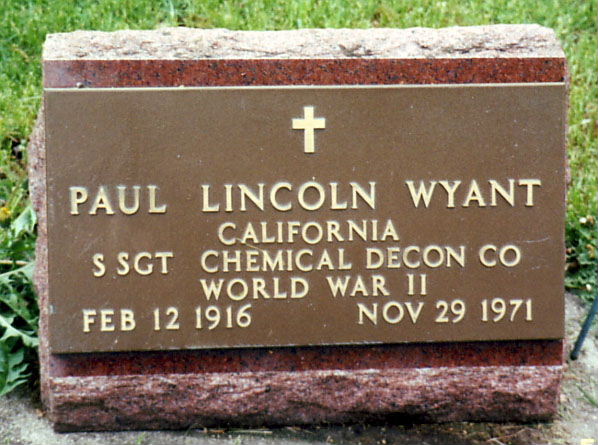 PAUL LINCOLN WYANT
CALIFORNIA
S SGT CHEMICAL DECON CO
WORLD WAR II
FEB 12 1916 NOV 29 1971